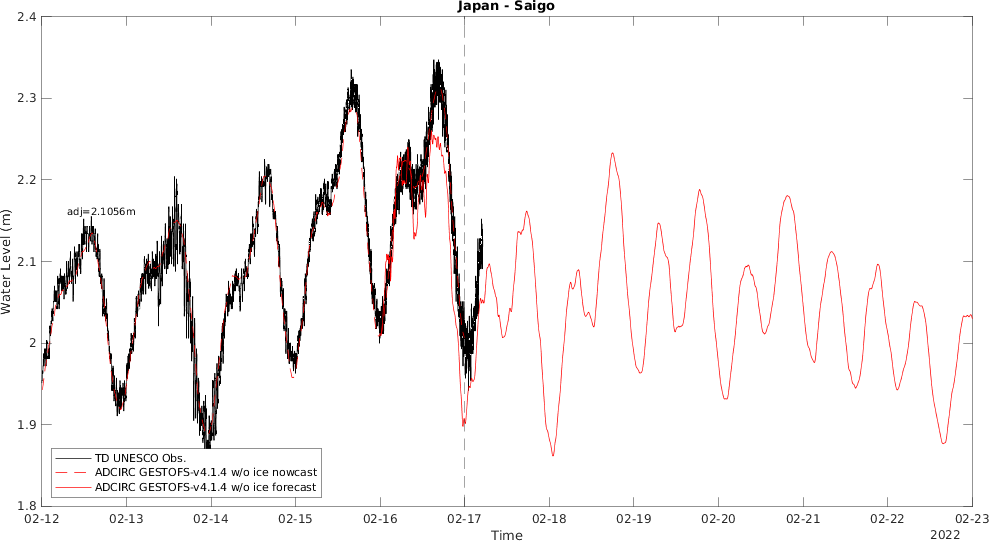 Japan - Saigo
Water Level (m)
2.4
2.3
2.2
2.1
2
1.9
1.8
adj=2.1056m
TD UNESCO Obs.
ADCIRC GESTOFS-v4.1.4 w/o ice nowcast
ADCIRC GESTOFS-v4.1.4 w/o ice forecast
02-12 02-13 02-14 02-15 02-16 02-17 02-18 02-19 02-20 02-21 02-22 02-23
Time
2022